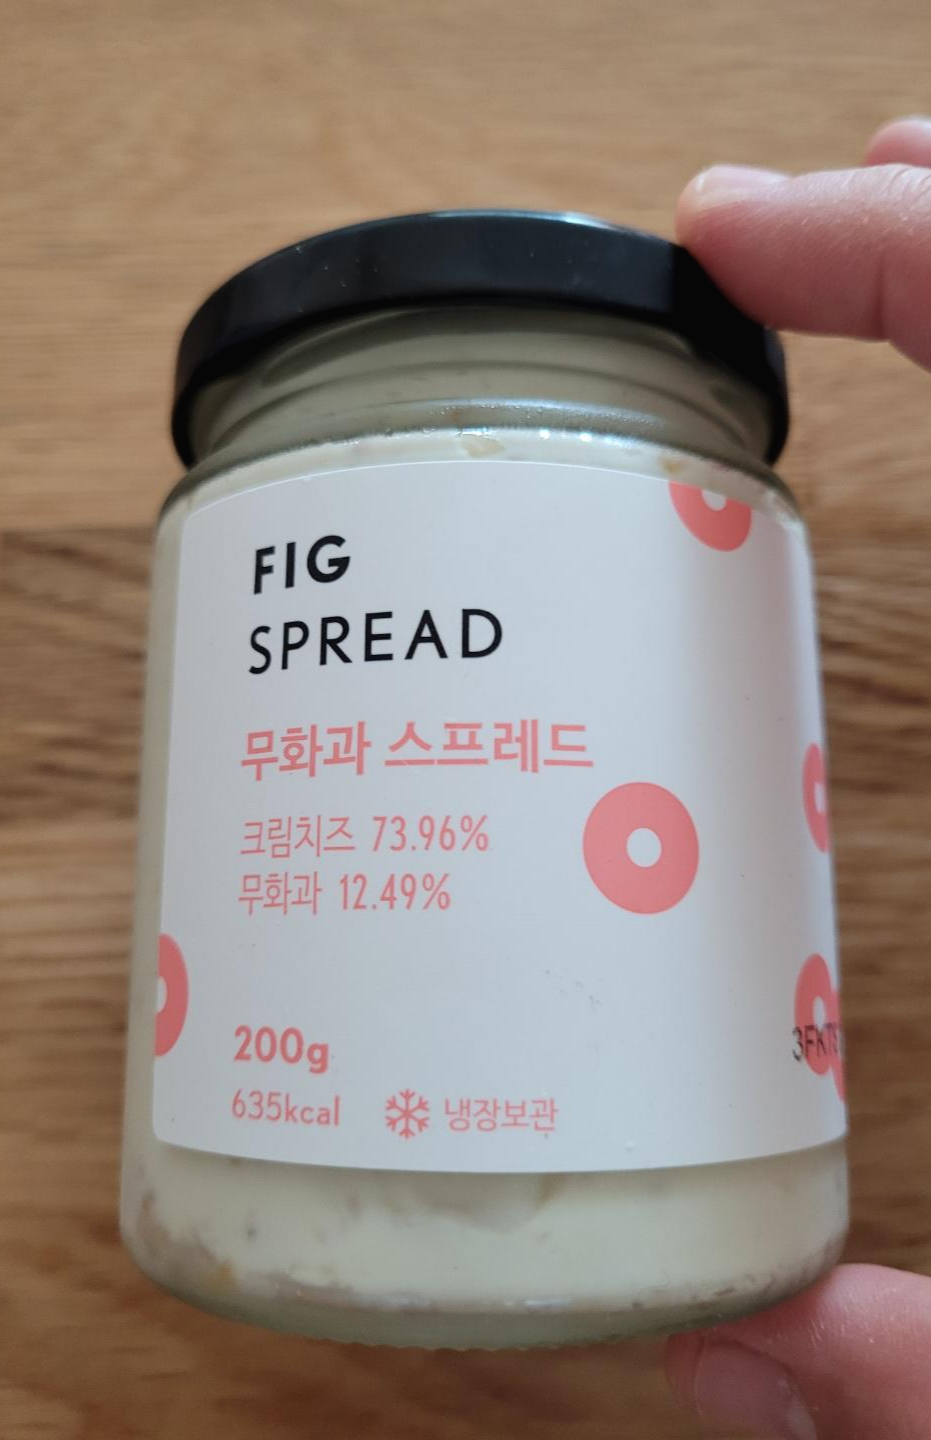 FIG
SPREAD
무화과 스프레드
크림치즈 73.96%
무화과 12.49%
200g
635kcal
냉장보관